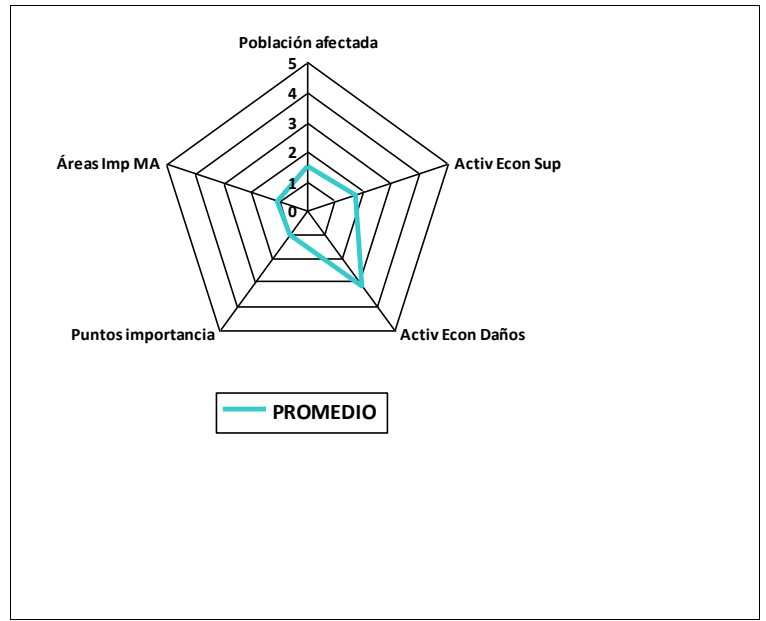 Población afectada
5
4
3
2
1
0
Áreas Imp MA
Activ Econ Sup
Puntos importancia
Activ Econ Daños
PROMEDIO